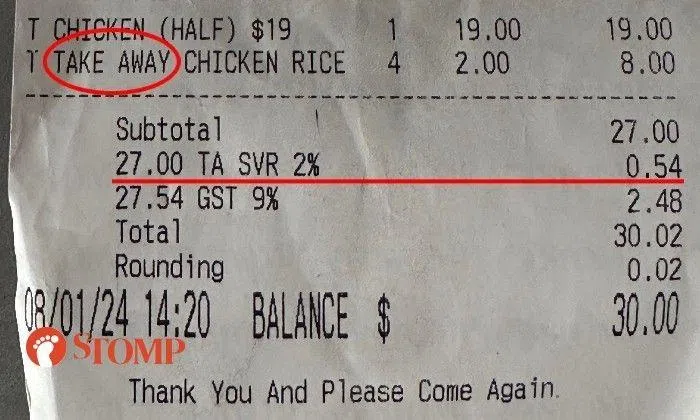 T CHICKEN (HALF) $19 1 19.00 19.00
T TAKE AWAY CHICKEN RICE 4 2.00 8.00
Subtotal 27.00
27.00 TA SVR 2% 0.54
27.54 GST 9% 2.48
Total 30.02
Rounding 0.02
08/01/24 14:20 BALANCE $ 30.00
STOMP
Thank You And Please Come Again.